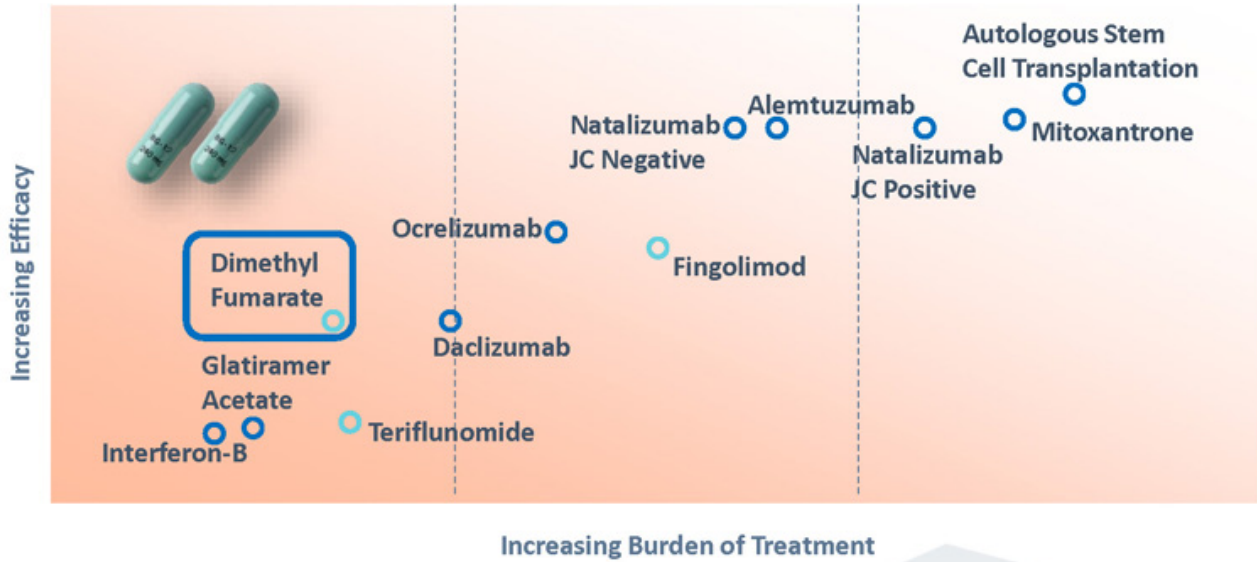 Autologous Stem
Cell Transplantation
Alemtuzumab
Natalizumab
JC Negative
Mitoxantrone
Natalizumab
JC Positive
Ocrelizumab
Fingolimod
Dimethyl
Fumarate
Daclizumab
Glatiramer
Acetate
Teriflunomide
Interferon-B
Increasing Efficacy
Increasing Burden of Treatment